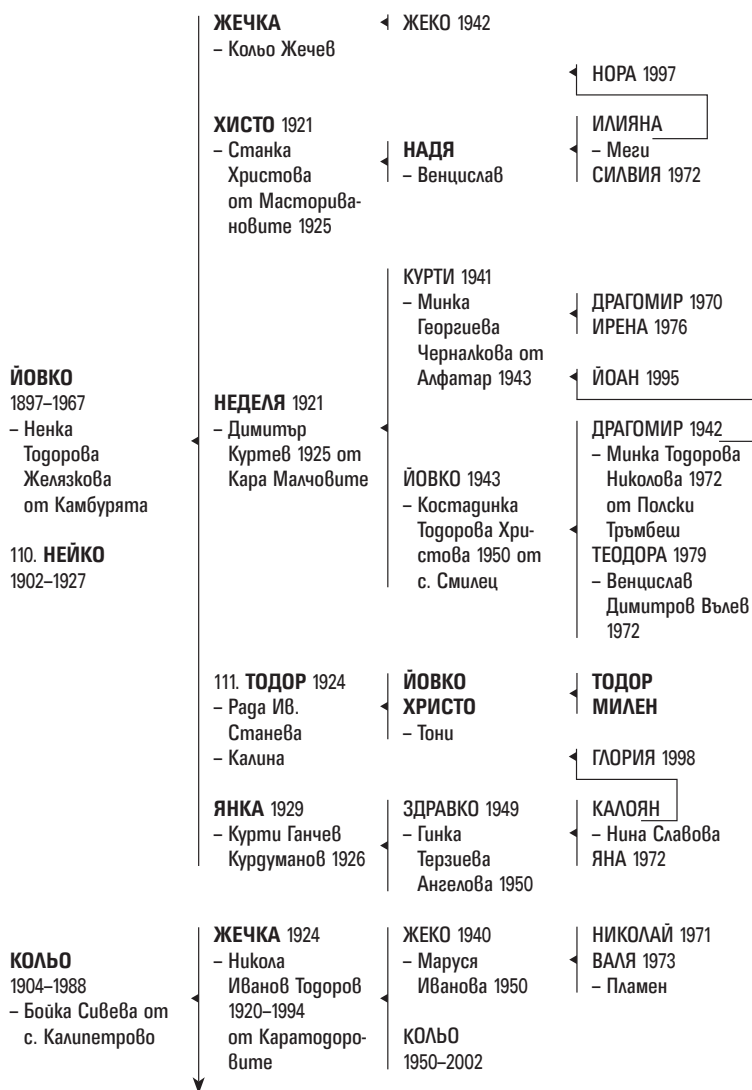 ЖЕЧКА
– Кольо Жечев
ЖЕКО 1942
НОРА 1997
ХИСТО 1921
– Станка
Христова
от Масторива-
новите 1925
НАДЯ
– Венцислав
ИЛИЯНА
– Меги
СИЛВИЯ 1972
ЙОВКО
1897–1967
– Ненка
Тодорова
Желязкова
от Камбурята
110. НЕЙКО
1902–1927
НЕДЕЛЯ 1921
– Димитър
Куртев 1925 от
Кара Малчовите
КУРТИ 1941
– Минка
Георгиева
Черналкова от
Алфатар 1943
ДРАГОМИР 1970
ИРЕНА 1976
ЙОАН 1995
ЙОВКО 1943
– Костадинка
Тодорова Хри-
стова 1950 от
с. Смилец
ДРАГОМИР 1942
– Минка Тодорова
Николова 1972
от Полски
Тръмбеш
ТЕОДОРА 1979
– Венцислав
Димитров Вълев
1972
111. ТОДОР 1924
– Рада Ив.
Станева
– Калина
ЙОВКО
ХРИСТО
– Тони
ТОДОР
МИЛЕН
ГЛОРИЯ 1998
ЯНКА 1929
– Курти Ганчев
Курдуманов 1926
ЗДРАВКО 1949
– Гинка
Терзиева
Ангелова 1950
КАЛОЯН
– Нина Славова
ЯНА 1972
КОЛЬО
1904–1988
– Бойка Сивева от
с. Калипетрово
ЖЕЧКА 1924
– Никола
Иванов Тодоров
1920–1994
от Каратодоро-
вите
ЖЕКО 1940
– Маруся
Иванова 1950
КОЛЬО
1950–2002
НИКОЛАЙ 1971
ВАЛЯ 1973
– Пламен